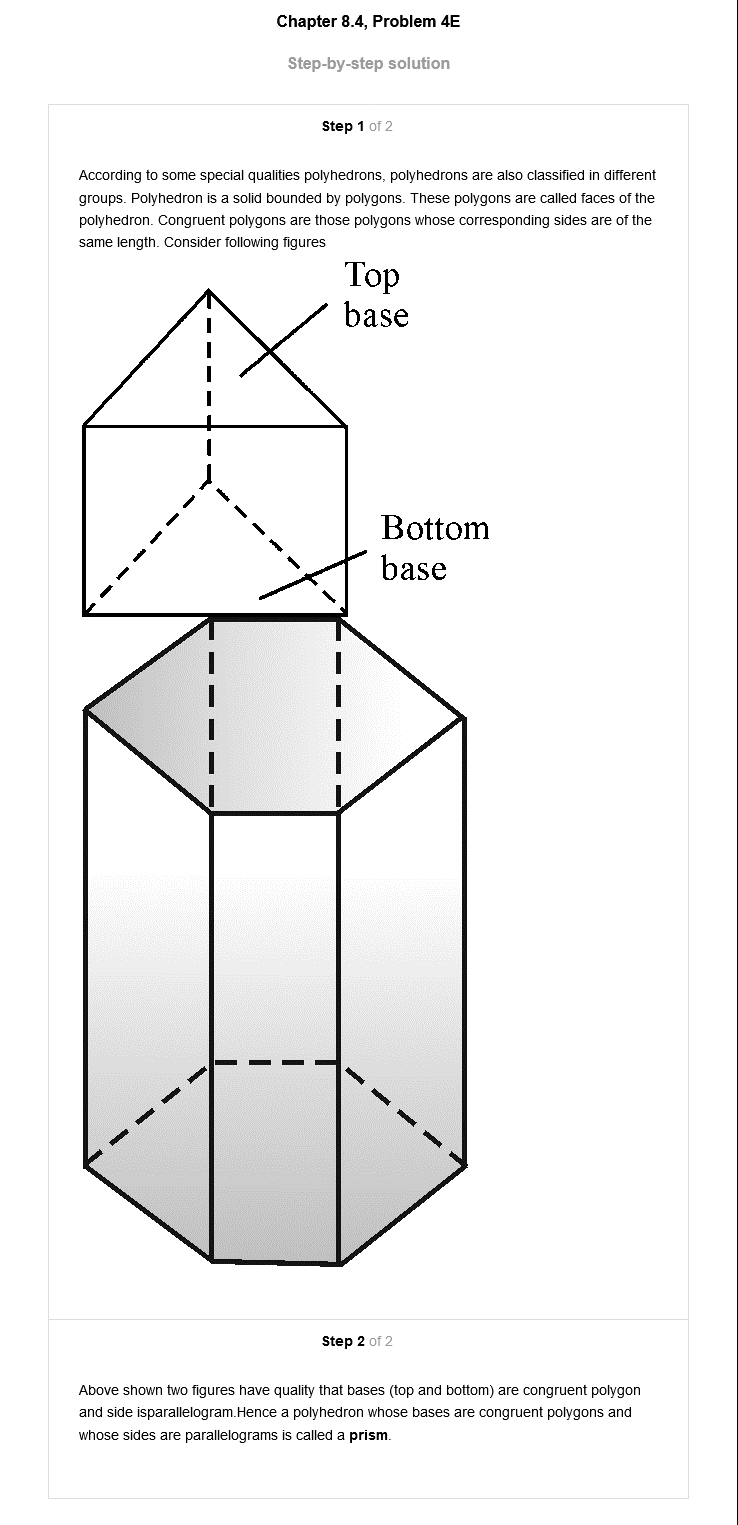 Chapter 8.4, Problem 4E
Step-by-step solution
Step 1 of 2
According to some special qualities polyhedrons, polyhedrons are also classified in different
groups. Polyhedron is a solid bounded by polygons. These polygons are called faces of the
polyhedron. Congruent polygons are those polygons whose corresponding sides are of the
same length. Consider following figures
Top
base
Bottom
base
Step 2 of 2
Above shown two figures have quality that bases (top and bottom) are congruent polygon
and side isparallelogram.Hence a polyhedron whose bases are congruent polygons and
whose sides are parallelograms is called a prism.